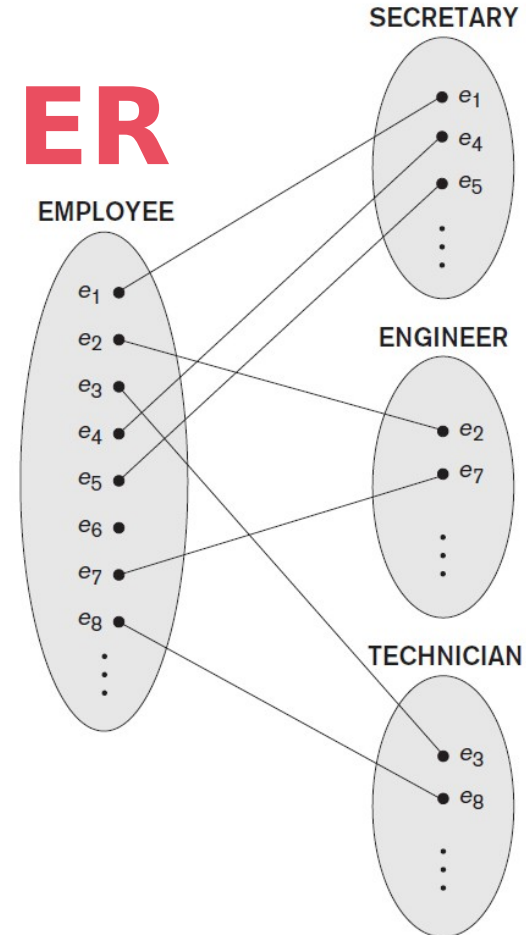 ER
EMPLOYEE
e1
e2
e3
e4
e5
e6
e7
e8
SECRETARY
e1
e4
e5
ENGINEER
e2
e7
TECHNICIAN
e3
e8